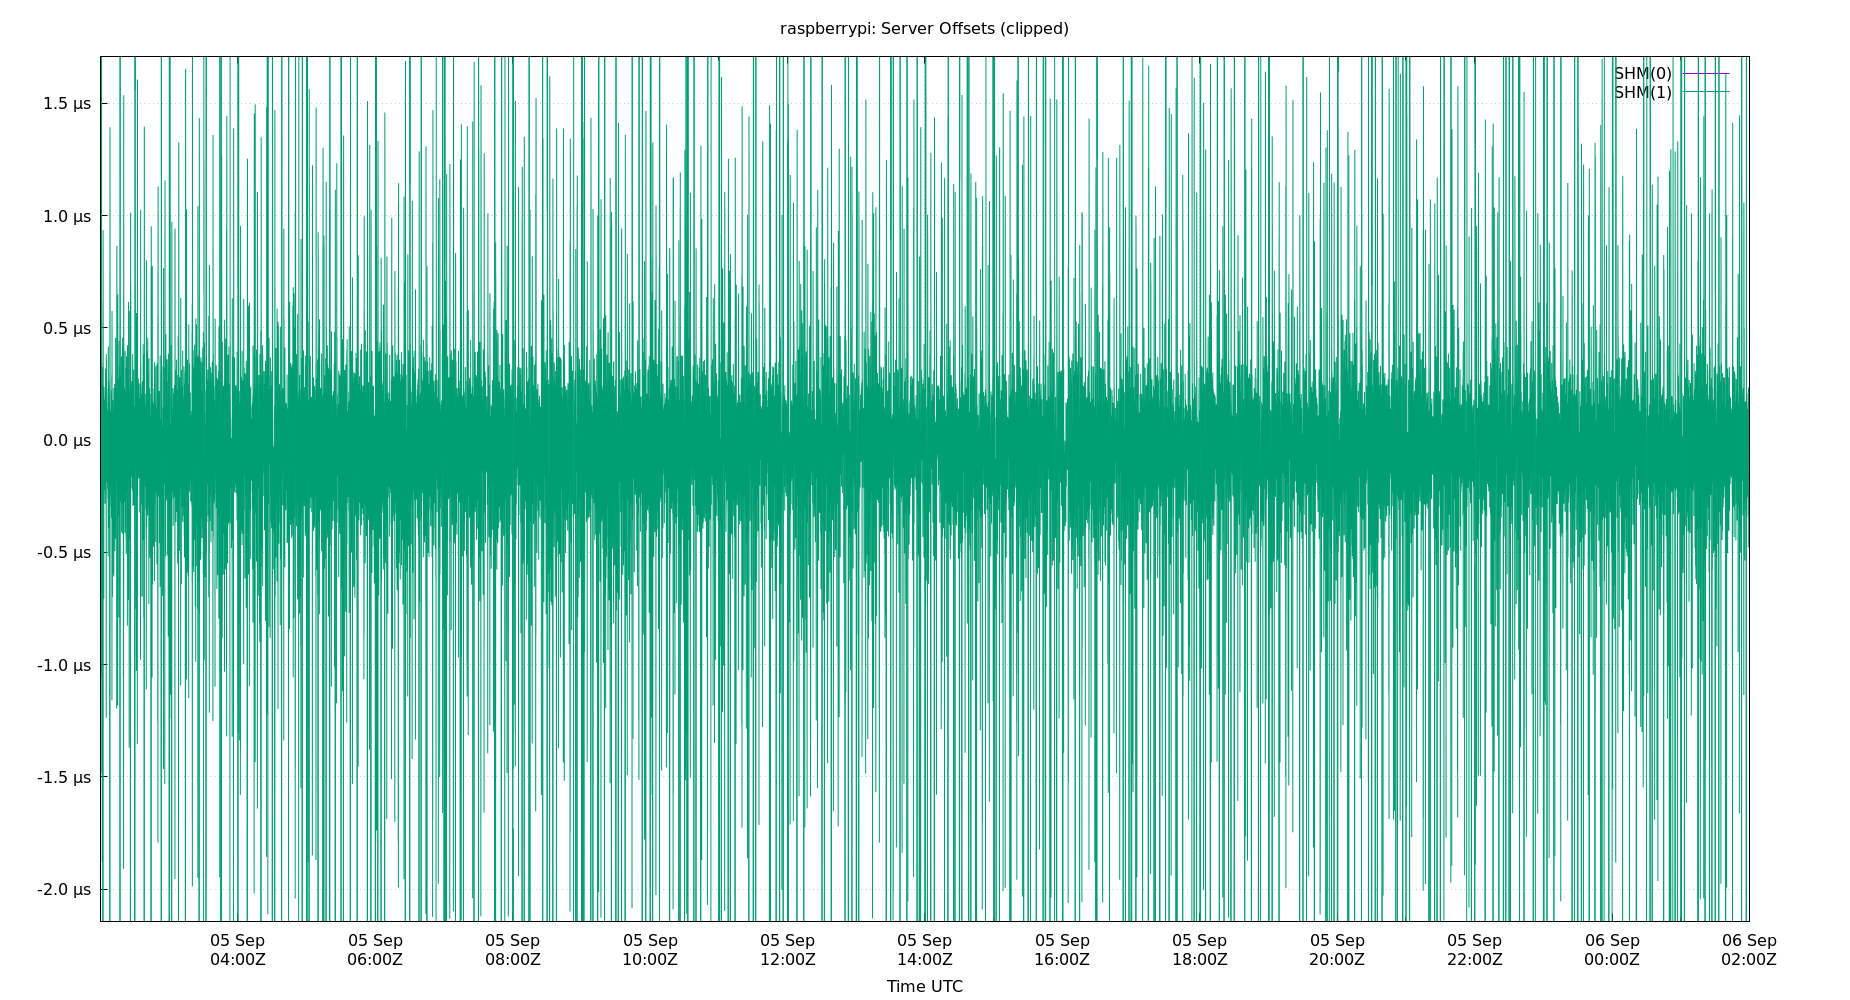 raspberrypi: Server Offsets (clipped)
SHM(0)
SHM(1)
1.5 µs
1.0 µs
0.5 µs
0.0 µs
-0.5 µs
-1.0 µs
-1.5 µs
-2.0 µs
05 Sep 05 Sep 05 Sep 05 Sep 05 Sep 05 Sep 05 Sep 05 Sep 05 Sep 05 Sep 06 Sep 06 Sep
04:00Z 06:00Z 08:00Z 10:00Z 12:00Z 14:00Z 16:00Z 18:00Z 20:00Z 22:00Z 00:00Z 02:00Z
Time UTC